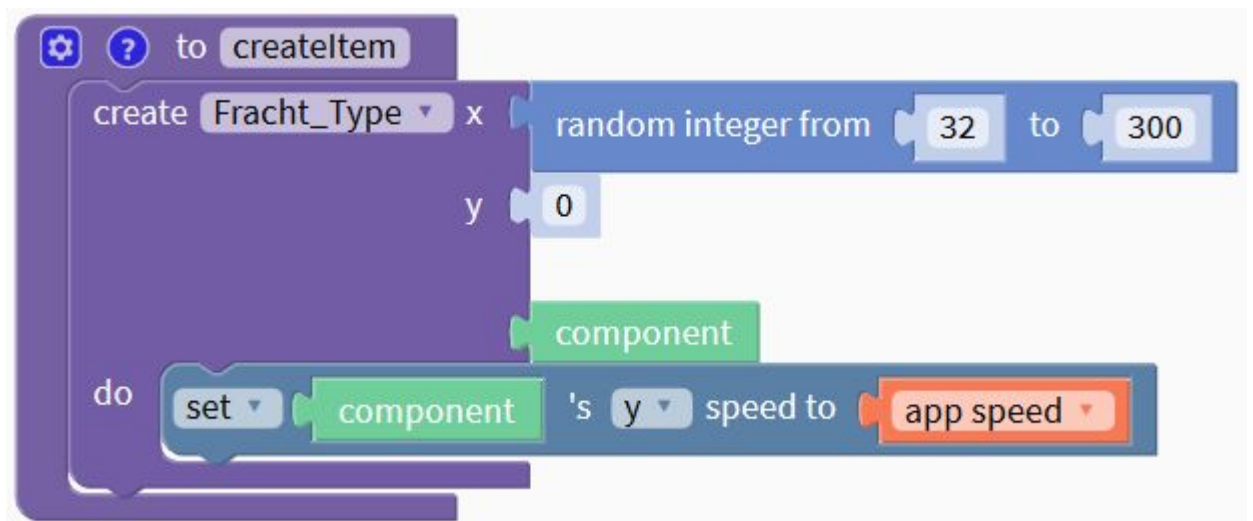 ? to createItem
create Fracht_Type x random integer from 32 to 300
y 0
component
do set component 's y speed to app speed